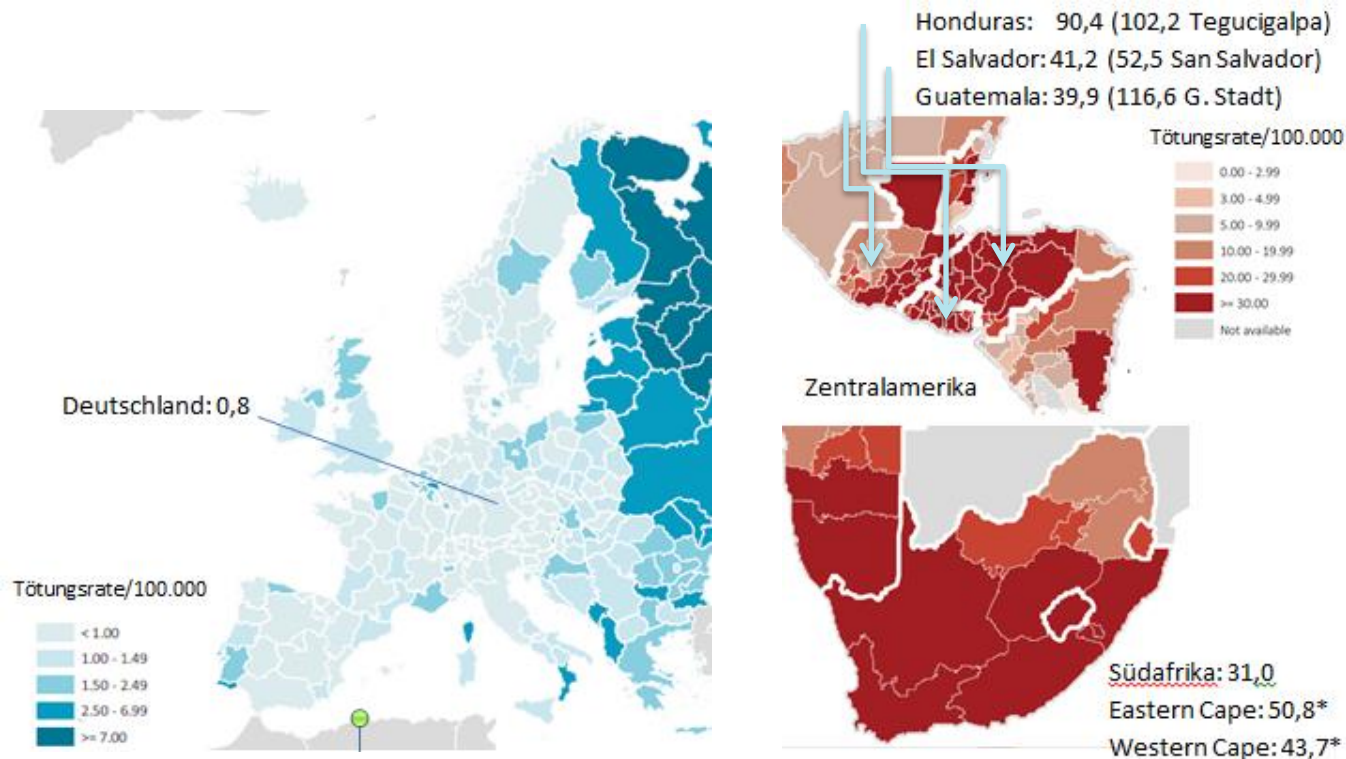 Honduras: 90,4 (102,2 Tegucigalpa)
El Salvador: 41,2 (52,5 San Salvador)
Guatemala: 39,9 (116,6 G. Stadt)
Tötungsrate/100.000
0.00 - 2.99
3.00 - 4.99
5.00 - 9.99
10.00 - 19.99
20.00 - 29.99
>= 30.00
Not available
Zentralamerika
Deutschland: 0,8
Tötungsrate/100.000
< 1.00
1.00 - 1.49
1.50 - 2.49
2.50 - 6.99
>= 7.00
Südafrika: 31,0
Eastern Cape: 50,8*
Western Cape: 43,7*